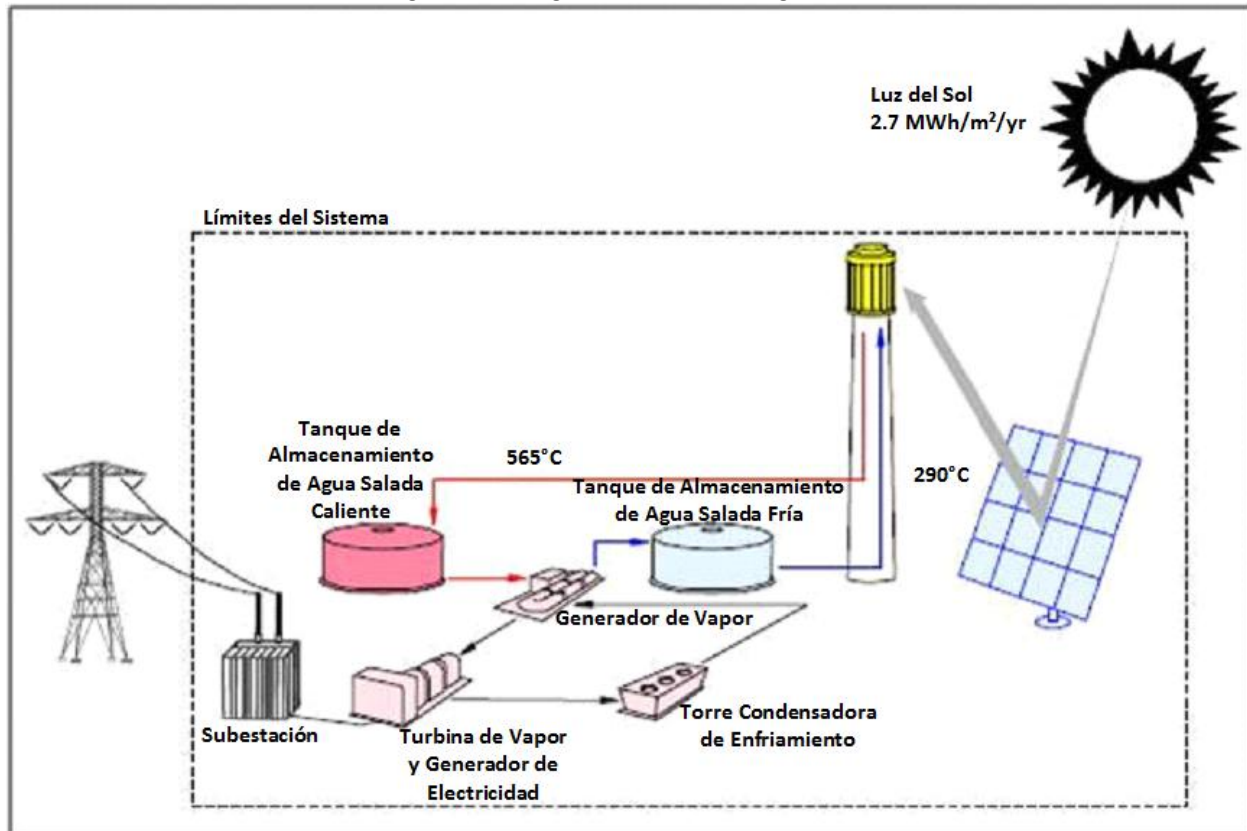 Luz del Sol
2.7 MWh/m²/yr
Límites del Sistema
Tanque de
Almacenamiento
de Agua Salada
Caliente
565°C
Tanque de Almacenamiento
de Agua Salada Fría
290°C
Generador de Vapor
Subestación
Turbina de Vapor
y Generador de
Electricidad
Torre Condensadora
de Enfriamiento